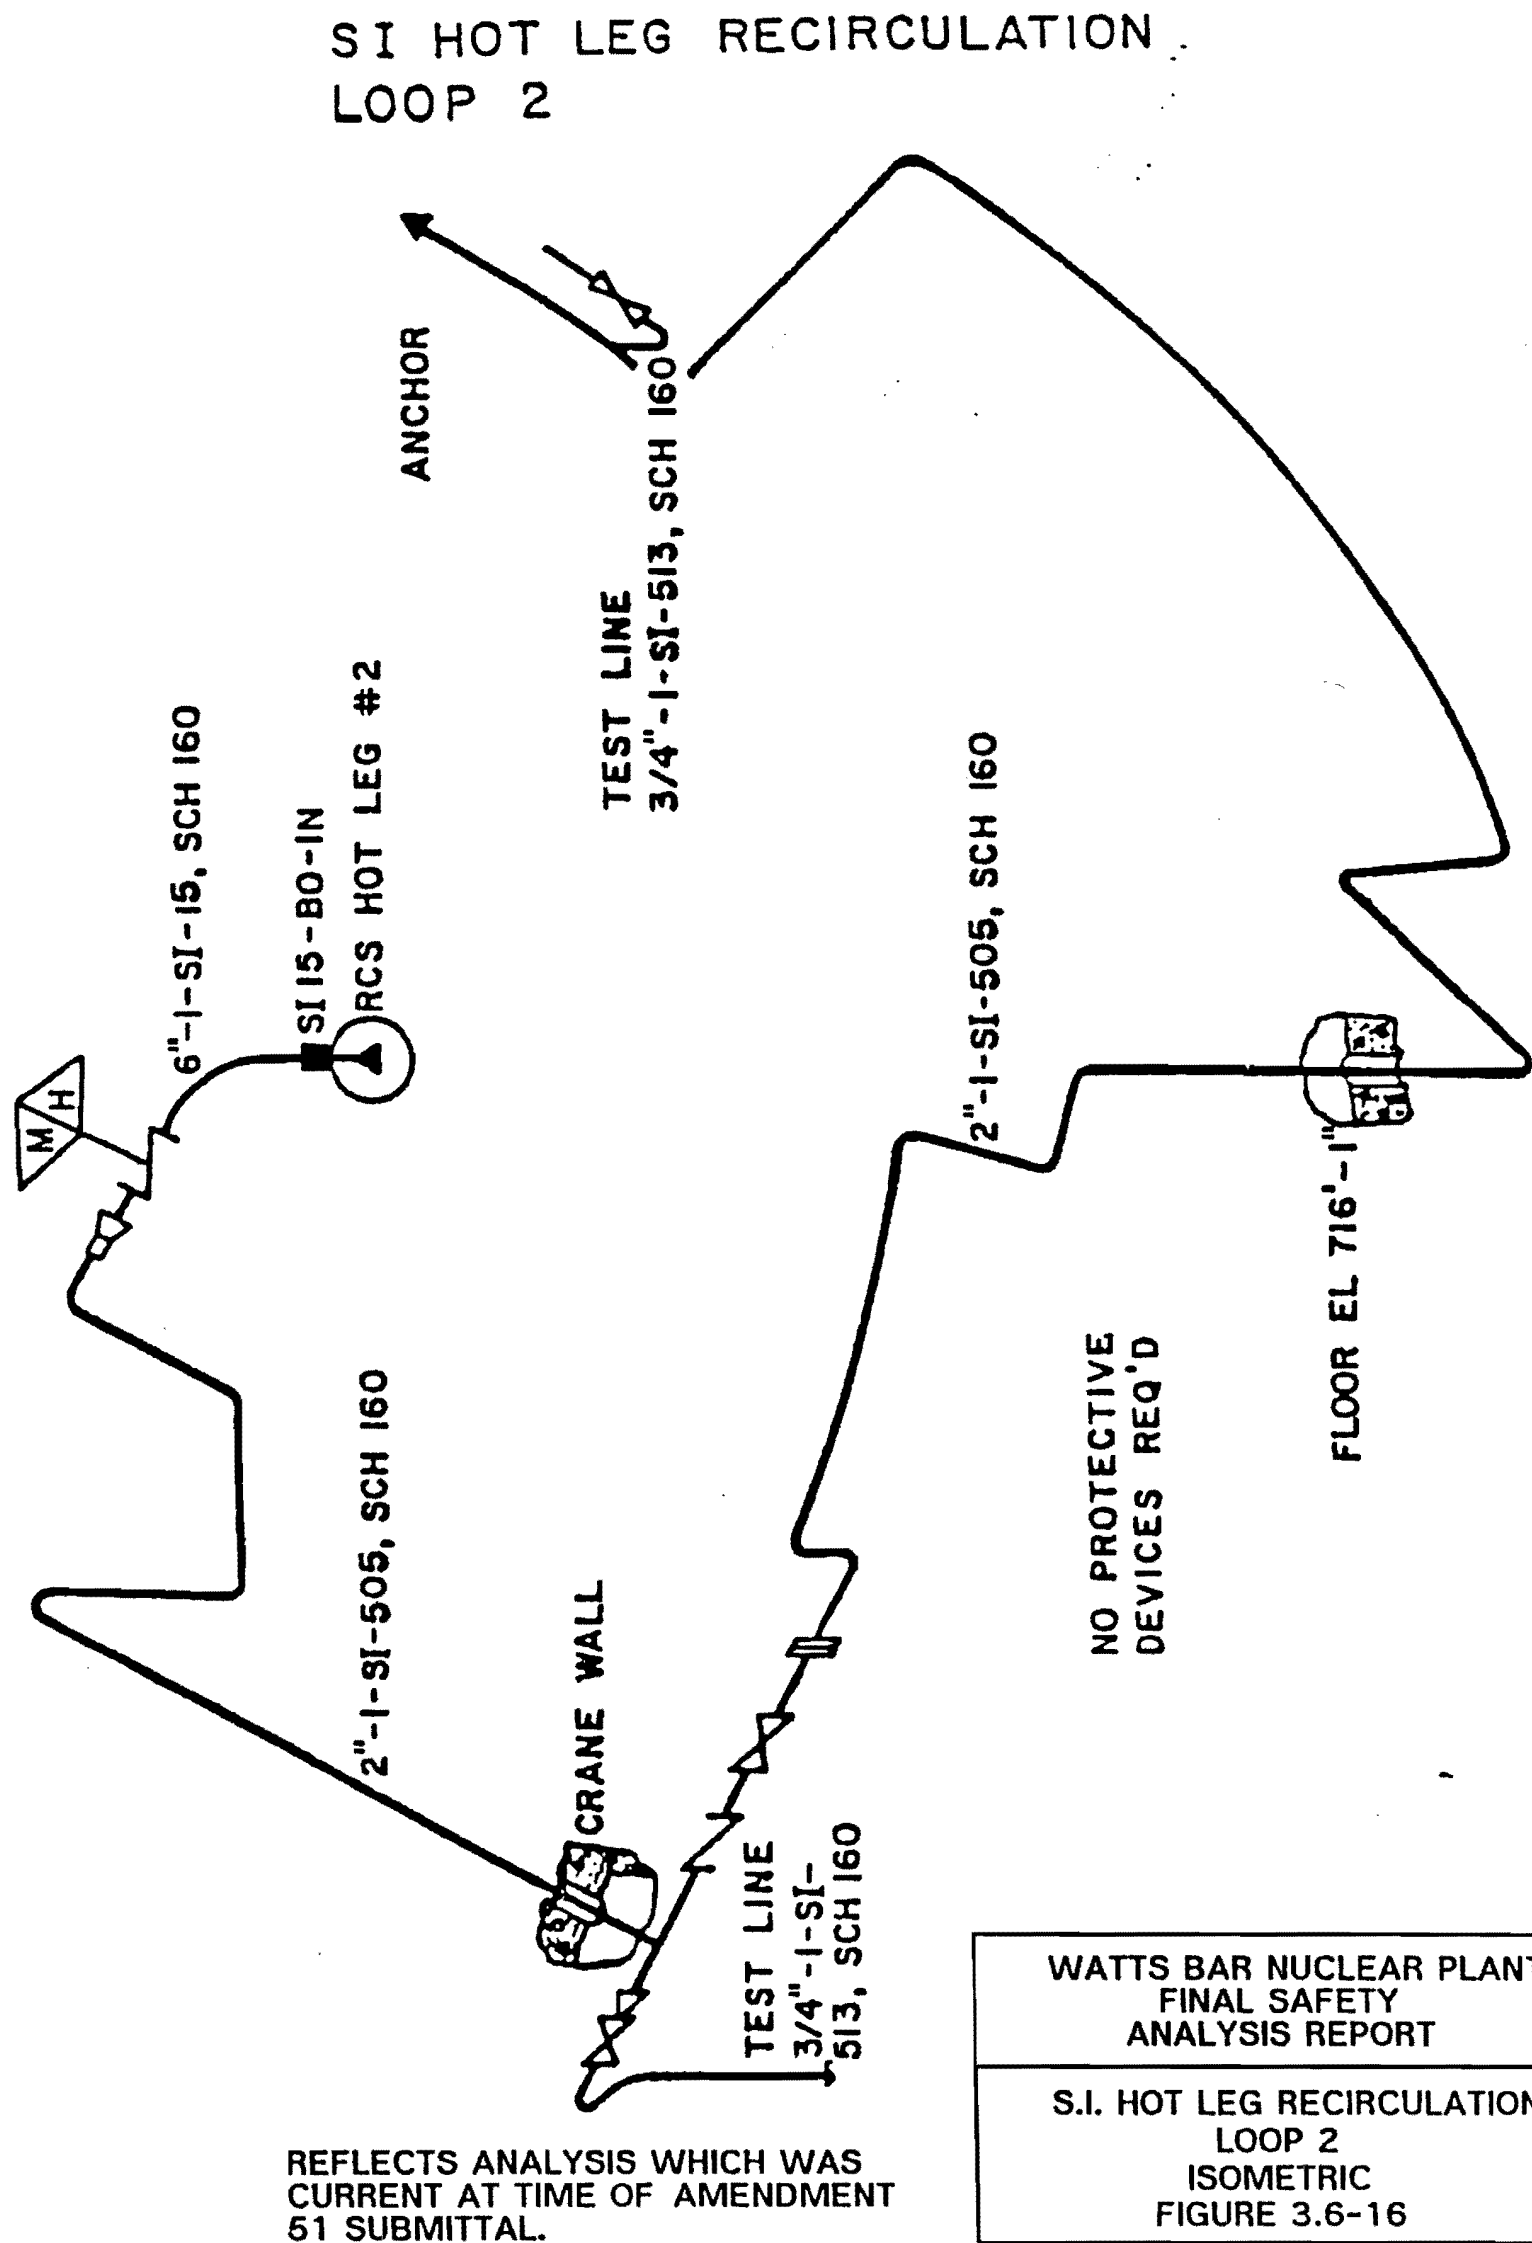 SI HOT LEG RECIRCULATION
LOOP 2
ANCHOR
TEST LINE
3/4"-1-SI-513, SCH 160
6"-1-SI-15, SCH 160
SI15-BO-IN
RCS HOT LEG #2
M
H
2"-1-SI-505, SCH 160
2"-1-SI-505, SCH 160
CRANE WALL
NO PROTECTIVE
DEVICES REQ'D
FLOOR EL 716'-1"
TEST LINE
3/4"-1-SI-
513, SCH 160
WATTS BAR NUCLEAR PLANT
FINAL SAFETY
ANALYSIS REPORT
S.I. HOT LEG RECIRCULATION
LOOP 2
ISOMETRIC
FIGURE 3.6-16
REFLECTS ANALYSIS WHICH WAS
CURRENT AT TIME OF AMENDMENT
51 SUBMITTAL.